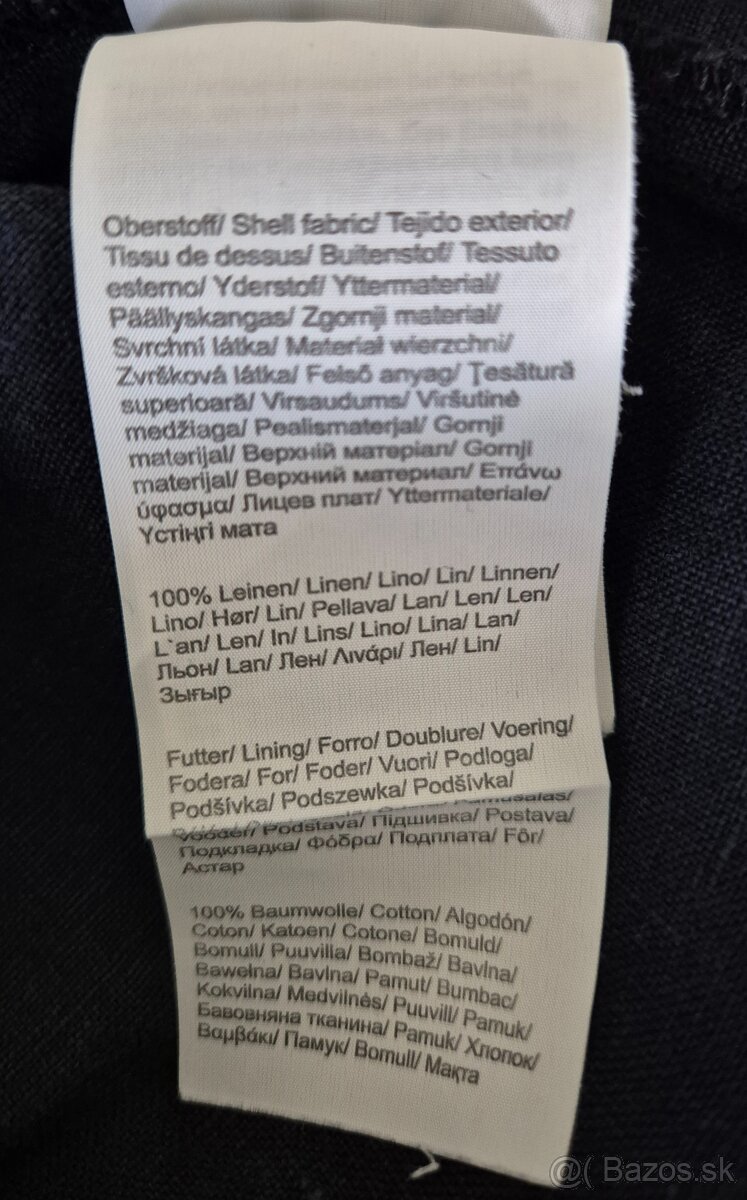 Oberstoff/ Shell fabric/ Tejido exterior/
Tissu de dessus/ Buitenstof/ Tessuto
esterno/ Yderstof/ Yttermaterial/
Päällyskangas/ Zgornji material/
Svrchní látka/ Materiał wierzchni/
Zvršková látka/ Felső anyag/ Ţesătură
superioară/ Virsaudums/ Viršutinė
medžiaga/ Pealismaterjal/ Gornji
materijal/ Верхній матеріал/ Gornji
materijal/ Верхний материал/ Επάνω
ύφασμα/ Лицев плат/ Yttermateriale/
Үстіңгі мата
100% Leinen/ Linen/ Lino/ Lin/ Linnen/
Lino/ Hør/ Lin/ Pellava/ Lan/ Len/ Len/
L`an/ Len/ In/ Lins/ Lino/ Lina/ Lan/
Льон/ Lan/ Лен/ Λινάρι/ Лен/ Lin/
Зығыр
Futter/ Lining/ Forro/ Doublure/ Voering/
Fodera/ For/ Foder/ Vuori/ Podloga/
Podšívka/ Podszewka/ Podšívka/
Pamušalas/
Vooder/ Podstava/ Підшивка/ Postava/
Подкладка/ Φόδρα/ Подплата/ Fôr/
Астар
100% Baumwolle/ Cotton/ Algodón/
Coton/ Katoen/ Cotone/ Bomuld/
Bomull/ Puuvilla/ Bombaž/ Bavlna/
Bawełna/ Bavlna/ Pamut/ Bumbac/
Kokvilna/ Medvilnės/ Puuvill/ Pamuk/
Бавовняна тканина/ Pamuk/ Хлопок/
Βαμβάκι/ Памук/ Bomull/ Мақта
@( Bazos.sk